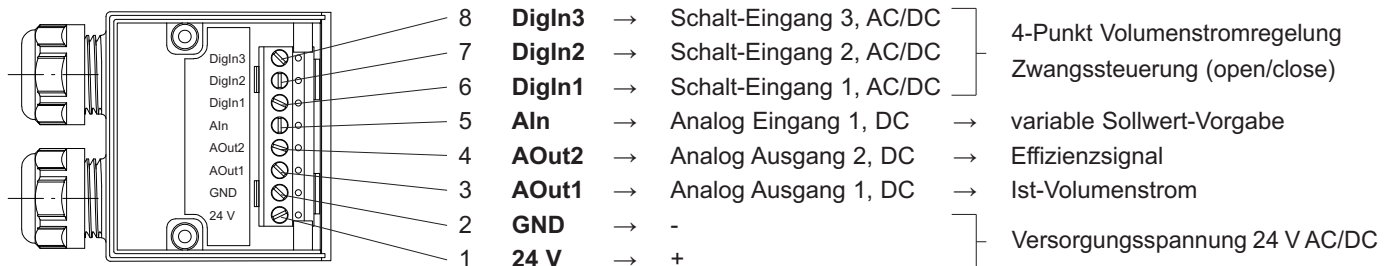 DigIn3
DigIn2
DigIn1
AIn
AOut2
AOut1
GND
24 V
8 DigIn3 → Schalt-Eingang 3, AC/DC
7 DigIn2 → Schalt-Eingang 2, AC/DC
6 DigIn1 → Schalt-Eingang 1, AC/DC
4-Punkt Volumenstromregelung
Zwangssteuerung (open/close)
5 AIn → Analog Eingang 1, DC → variable Sollwert-Vorgabe
4 AOut2 → Analog Ausgang 2, DC → Effizienzsignal
3 AOut1 → Analog Ausgang 1, DC → Ist-Volumenstrom
2 GND → -
1 24 V → +
Versorgungsspannung 24 V AC/DC